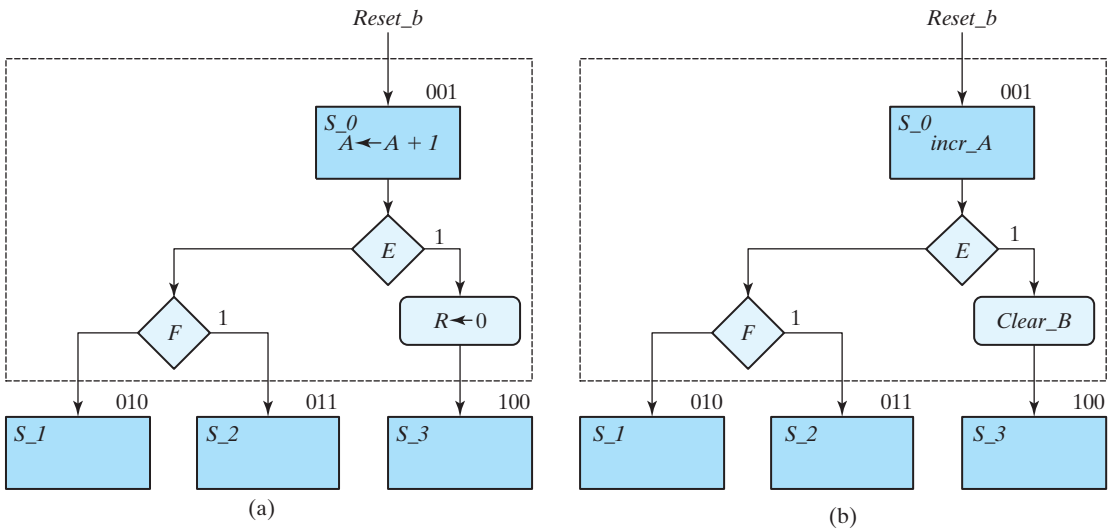 Reset_b
001
S_0
A ← A + 1
E
1
F
1
R ← 0
010
011
100
S_1
S_2
S_3
(a)
Reset_b
001
S_0
incr_A
E
1
F
1
Clear_B
010
011
100
S_1
S_2
S_3
(b)